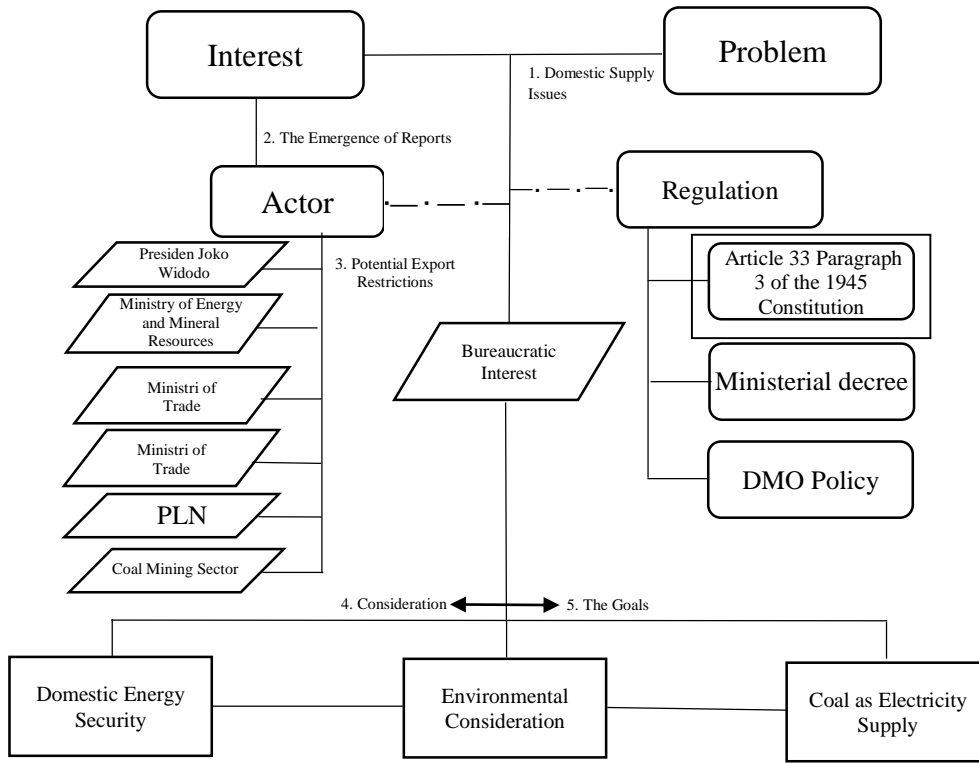 Interest
Problem
1. Domestic Supply
Issues
2. The Emergence of Reports
Actor
Regulation
Presiden Joko
Widodo
3. Potential Export
Restrictions
Article 33 Paragraph
3 of the 1945
Constitution
Ministry of Energy
and Mineral
Resources
Bureaucratic
Interest
Ministri of
Trade
Ministerial decree
Ministri of
Trade
DMO Policy
PLN
Coal Mining Sector
4. Consideration
5. The Goals
Domestic Energy
Security
Environmental
Consideration
Coal as Electricity
Supply